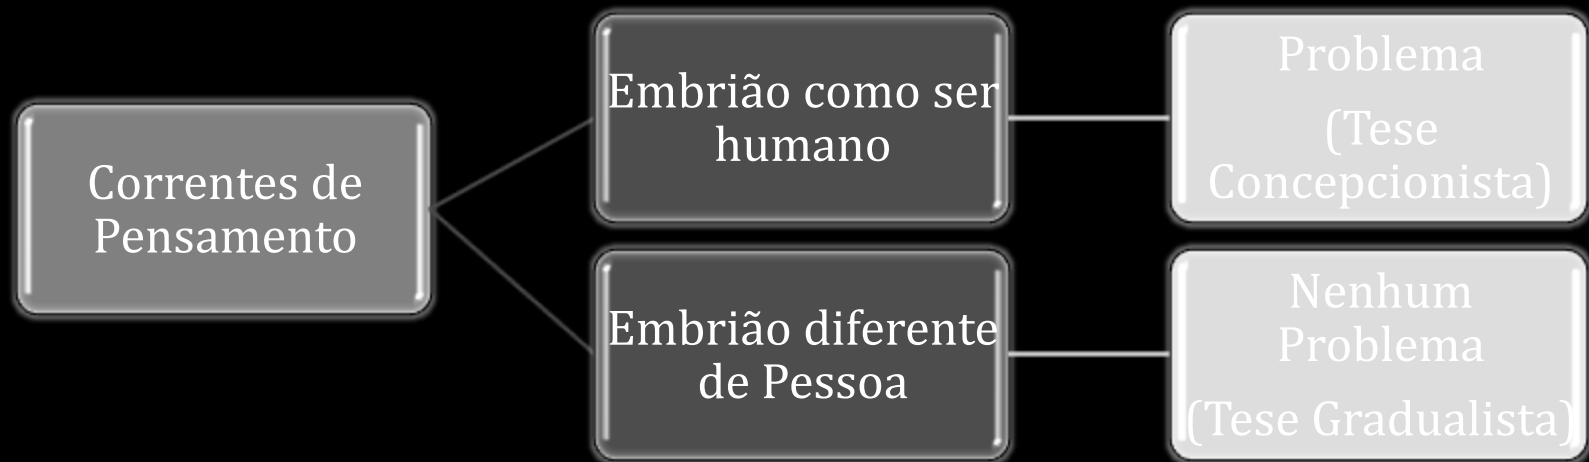 Correntes de
Pensamento
Embrião como ser
humano
Problema
(Tese
Concepcionista)
Embrião diferente
de Pessoa
Nenhum
Problema
(Tese Gradualista)